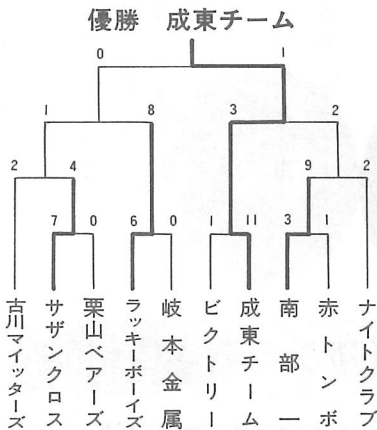 優勝 成東チーム
0 1
1 8 3 2
2 4 9 2
7 0 6 0 1 11 3 1
古川マイッターズ
サザンクロス
栗山ベアーズ
ラッキーボーイズ
岐本金属
ビクトリー
成東チーム
南部一
赤トンボ
ナイトクラブ